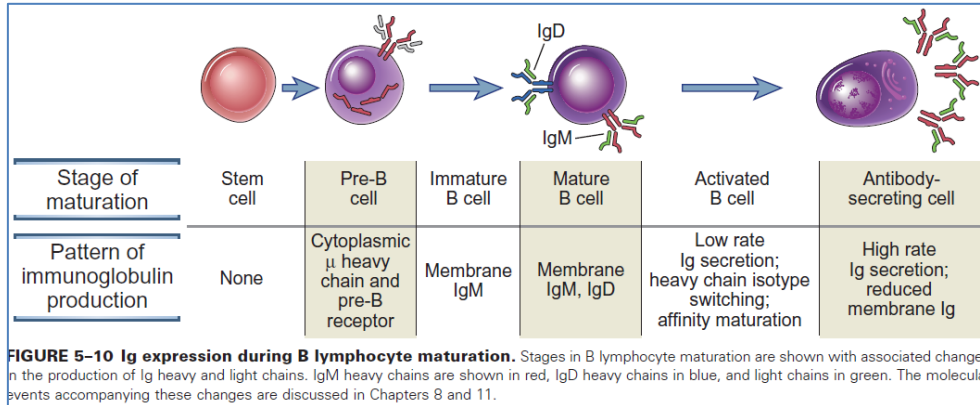 IgD
IgM
Stage of
maturation
Stem
cell
Pre-B
cell
Immature
B cell
Mature
B cell
Activated
B cell
Antibody-
secreting cell
Pattern of
immunoglobulin
production
None
Cytoplasmic
μ heavy
chain and
pre-B
receptor
Membrane
IgM
Membrane
IgM, IgD
Low rate
Ig secretion;
heavy chain isotype
switching;
affinity maturation
High rate
Ig secretion;
reduced
membrane Ig
FIGURE 5–10 Ig expression during B lymphocyte maturation. Stages in B lymphocyte maturation are shown with associated change
in the production of Ig heavy and light chains. IgM heavy chains are shown in red, IgD heavy chains in blue, and light chains in green. The molecula
events accompanying these changes are discussed in Chapters 8 and 11.